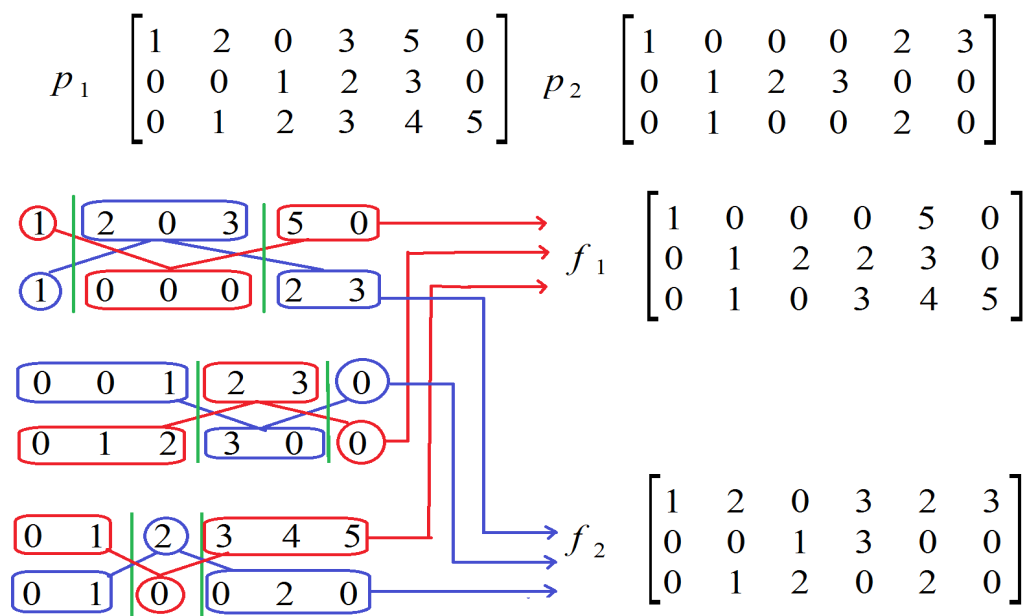 p 1
1 2 0 3 5 0
0 0 1 2 3 0
0 1 2 3 4 5
p 2
1 0 0 0 2 3
0 1 2 3 0 0
0 1 0 0 2 0
1 2 0 3 5 0
1 0 0 0 2 3
0 0 1 2 3 0
0 1 2 3 0 0
0 1 2 3 4 5
0 1 0 0 2 0
f 1
1 0 0 0 5 0
0 1 2 2 3 0
0 1 0 3 4 5
f 2
1 2 0 3 2 3
0 0 1 3 0 0
0 1 2 0 2 0